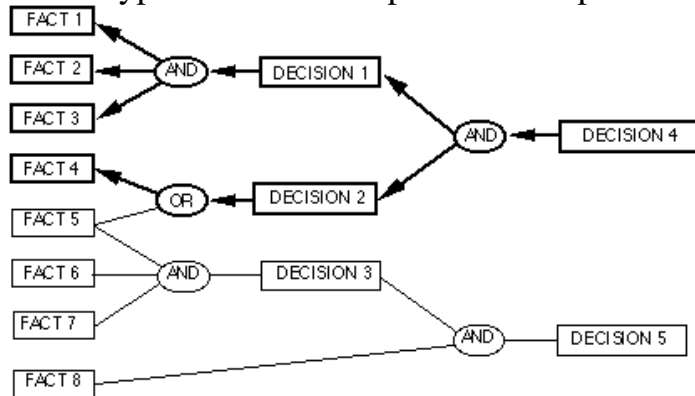 FACT 1
FACT 2
AND
DECISION 1
FACT 3
AND
DECISION 4
FACT 4
OR
DECISION 2
FACT 5
FACT 6
AND
DECISION 3
FACT 7
AND
DECISION 5
FACT 8